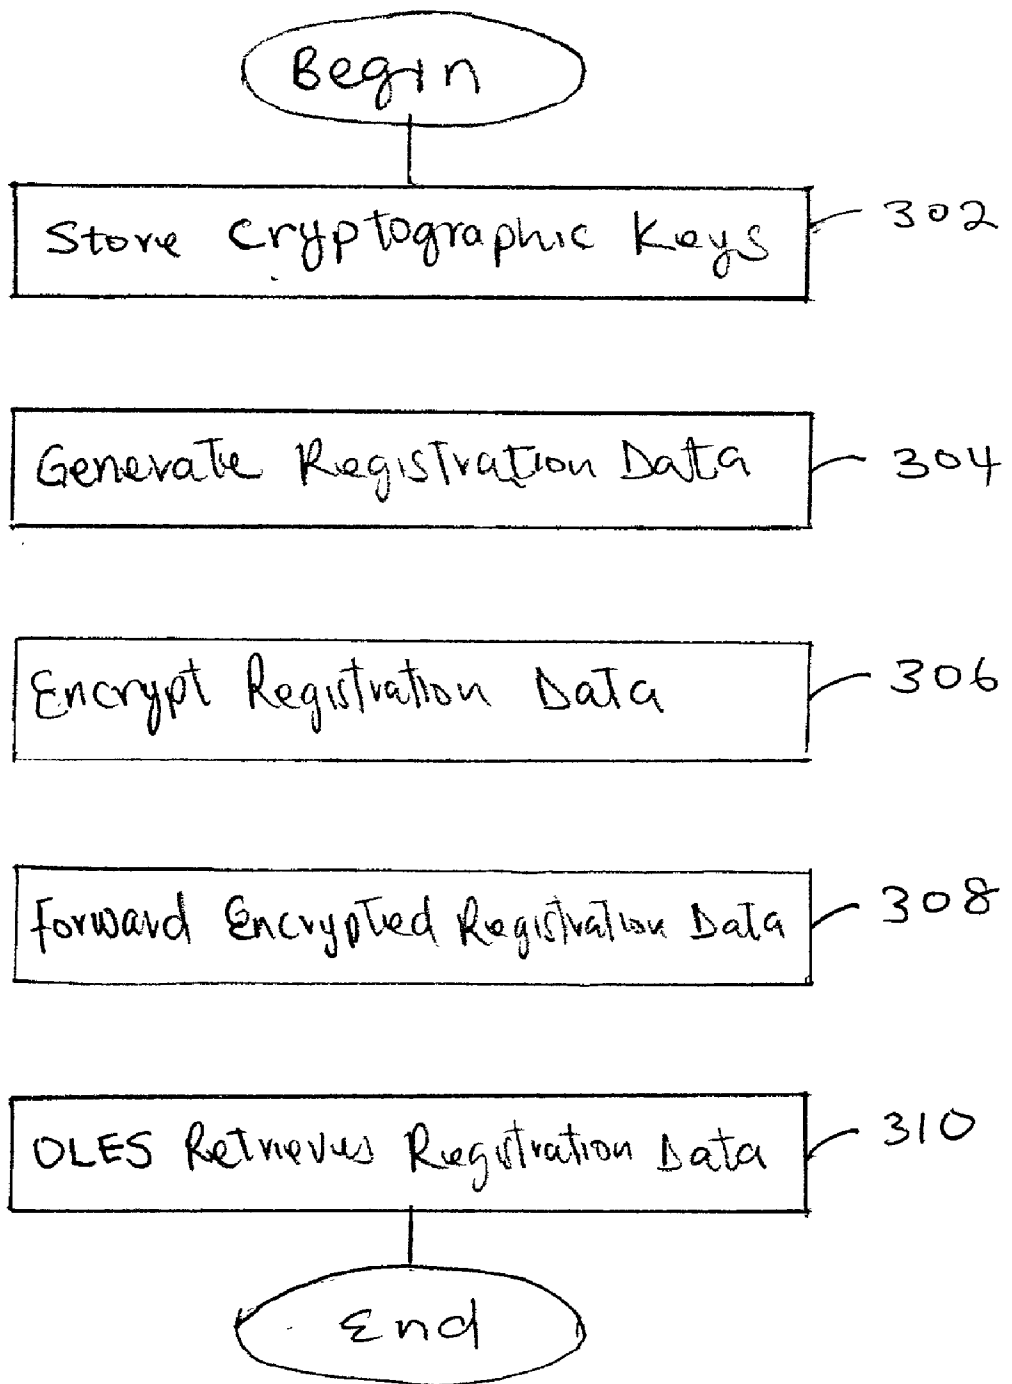 Begin
Store Cryptographic Keys 302
Generate Registration Data 304
Encrypt Registration Data 306
Forward Encrypted Registration Data 308
OLES Retrieves Registration Data 310
End